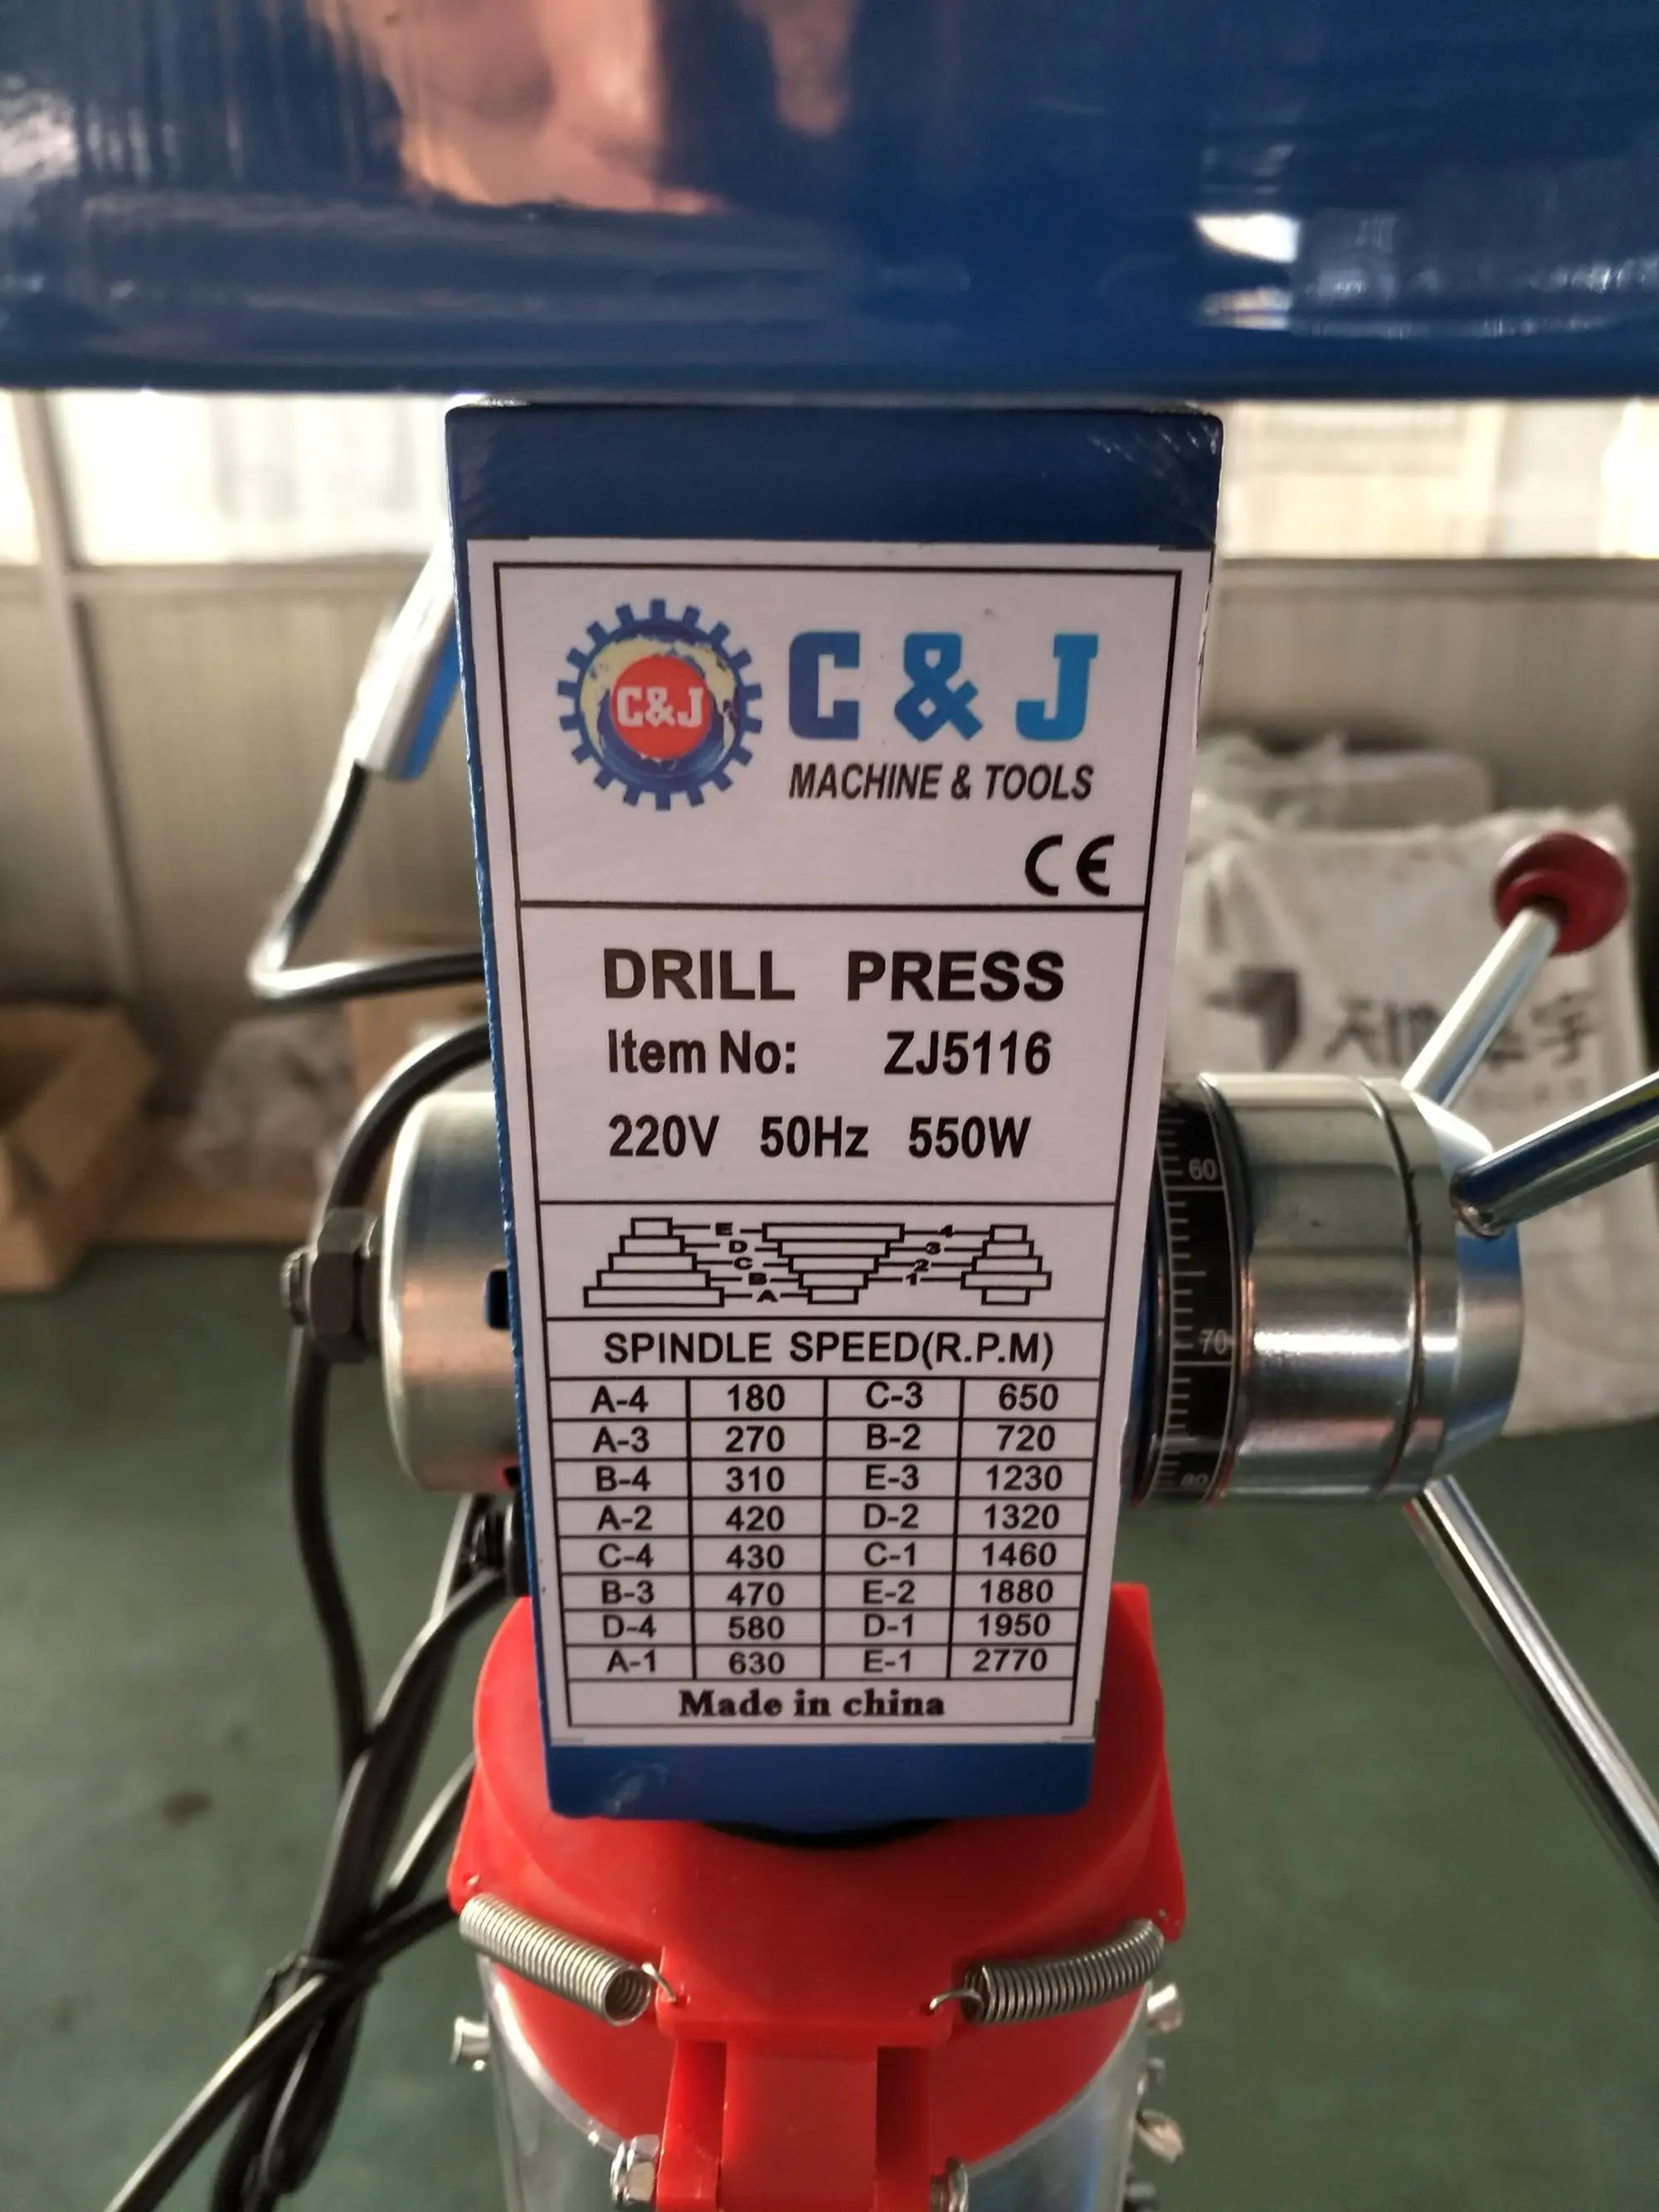 C&J
C & J
MACHINE & TOOLS
CE
DRILL PRESS
Item No: ZJ5116
220V 50Hz 550W
E 4
D 3
C 2
B 1
A
SPINDLE SPEED(R.P.M)
A-4 180 C-3 650
A-3 270 B-2 720
B-4 310 E-3 1230
A-2 420 D-2 1320
C-4 430 C-1 1460
B-3 470 E-2 1880
D-4 580 D-1 1950
A-1 630 E-1 2770
Made in china
60
70
80